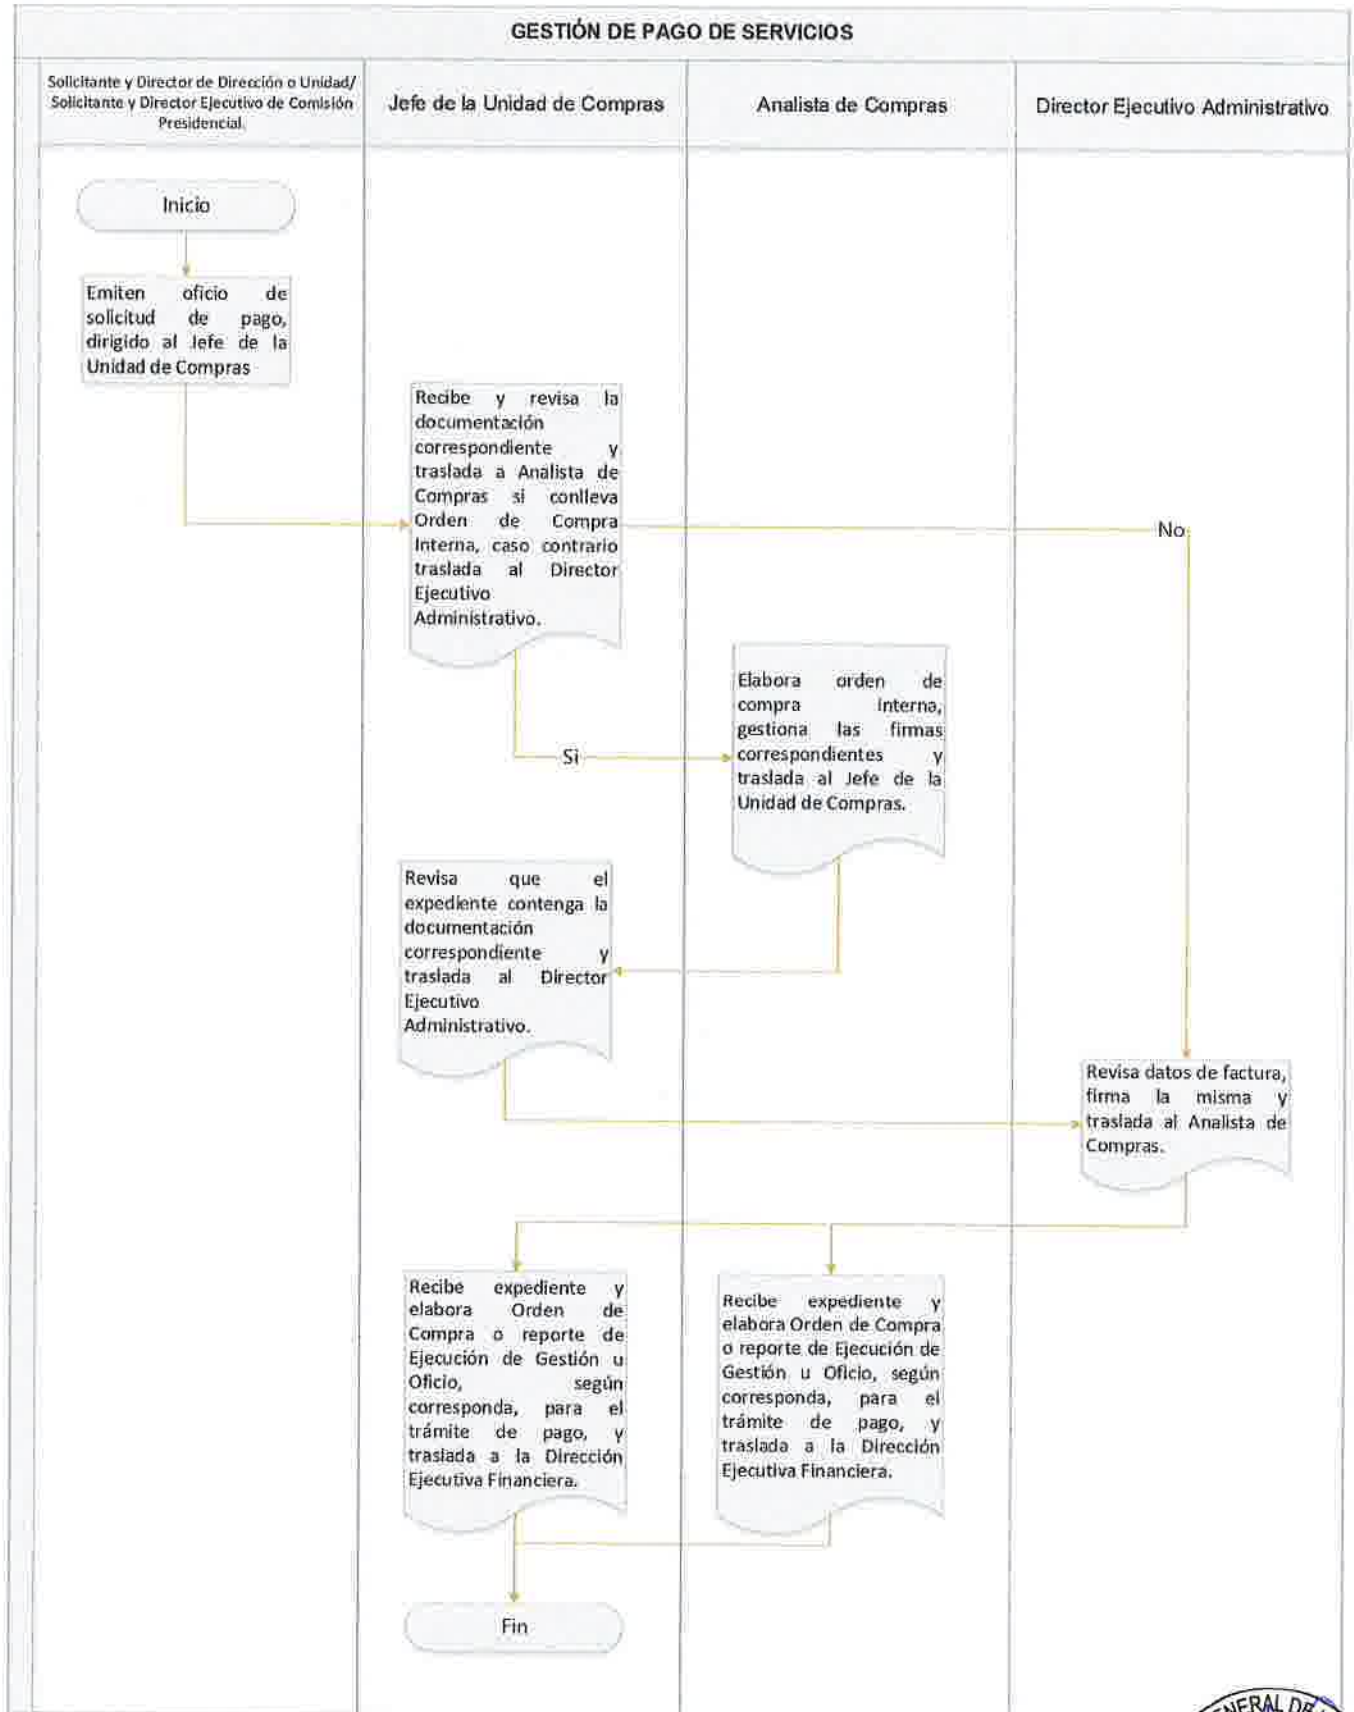 GESTIÓN DE PAGO DE SERVICIOS
Solicitante y Director de Dirección o Unidad/
Solicitante y Director Ejecutivo de Comisión
Presidencial.
Jefe de la Unidad de Compras
Analista de Compras
Director Ejecutivo Administrativo
Inicio
Emiten oficio de
solicitud de pago,
dirigido al Jefe de la
Unidad de Compras
Recibe y revisa la
documentación
correspondiente y
traslada a Analista de
Compras si conlleva
Orden de Compra
Interna, caso contrario
traslada al Director
Ejecutivo
Administrativo.
No
Elabora orden de
compra interna,
gestiona las firmas
correspondientes y
traslada al Jefe de la
Unidad de Compras.
Si
Revisa que el
expediente contenga la
documentación
correspondiente y
traslada al Director
Ejecutivo
Administrativo.
Revisa datos de factura,
firma la misma y
traslada al Analista de
Compras.
Recibe expediente y
elabora Orden de
Compra o reporte de
Ejecución de Gestión u
Oficio, según
corresponda, para el
trámite de pago, y
traslada a la Dirección
Ejecutiva Financiera.
Recibe expediente y
elabora Orden de Compra
o reporte de Ejecución de
Gestión u Oficio, según
corresponda, para el
trámite de pago, y
traslada a la Dirección
Ejecutiva Financiera.
Fin